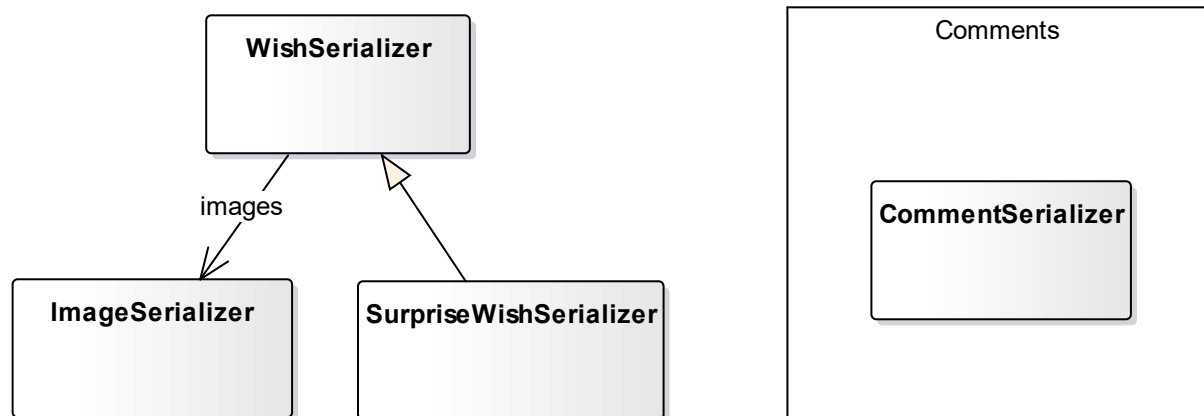 WishSerializer
images
ImageSerializer
SurpriseWishSerializer
Comments
CommentSerializer